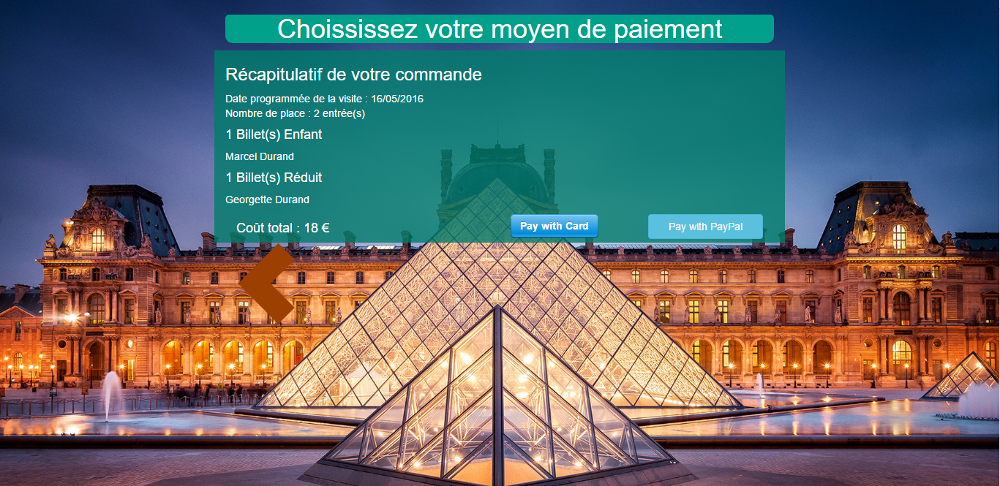 Choississez votre moyen de paiement
Récapitulatif de votre commande
Date programmée de la visite : 16/05/2016
Nombre de place : 2 entrée(s)
1 Billet(s) Enfant
Marcel Durand
1 Billet(s) Réduit
Georgette Durand
Coût total : 18 €
Pay with Card
Pay with PayPal